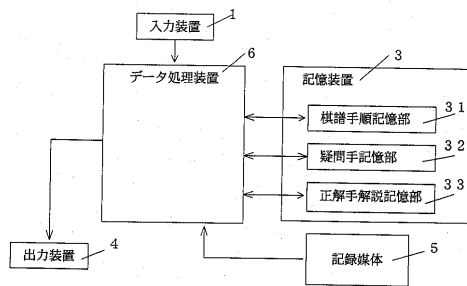 入力装置
1
データ処理装置
6
記憶装置
3
棋譜手順記憶部
31
疑問手記憶部
32
正解手解説記憶部
33
出力装置
4
記録媒体
5